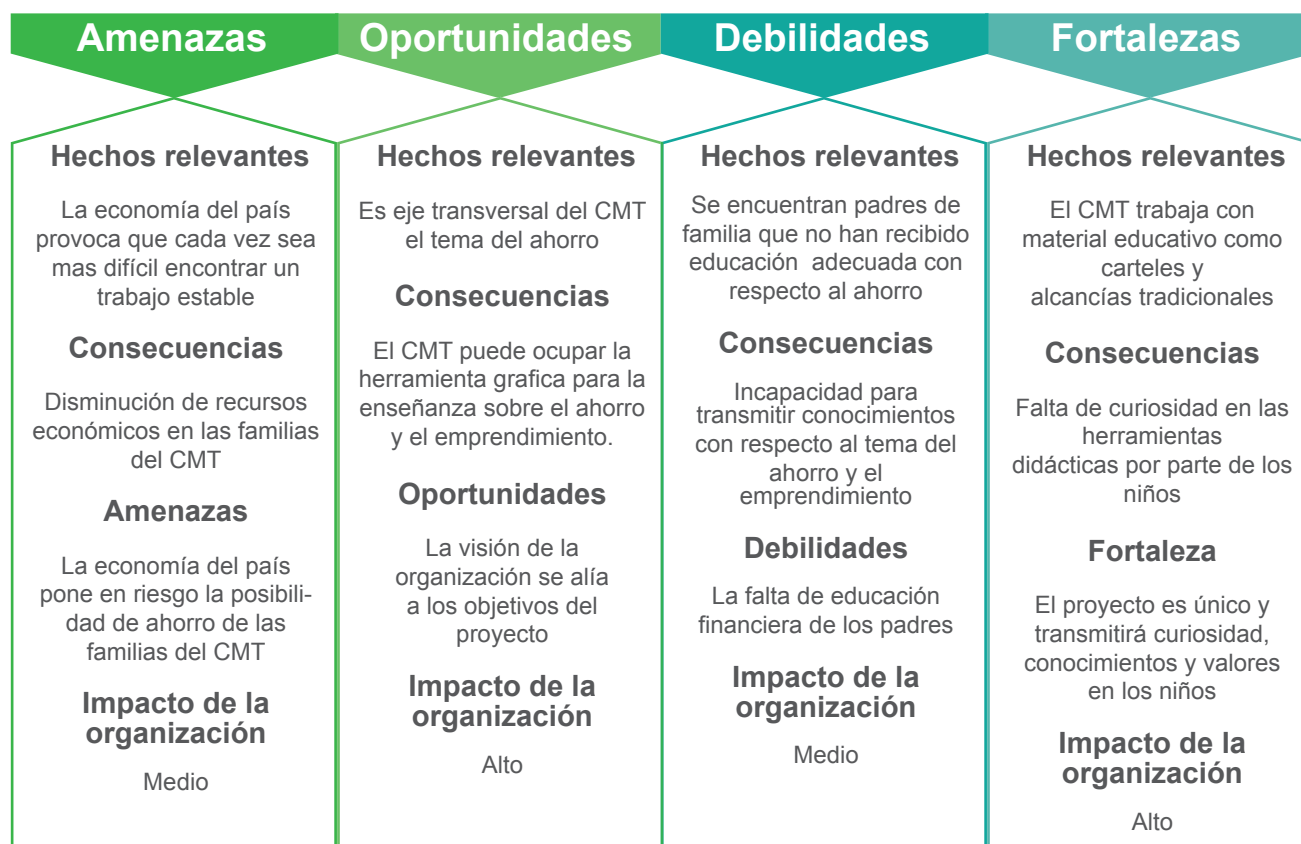 Amenazas
Hechos relevantes
La economía del país
provoca que cada vez sea
mas difícil encontrar un
trabajo estable
Consecuencias
Disminución de recursos
económicos en las familias
del CMT
Amenazas
La economía del país
pone en riesgo la posibili-
dad de ahorro de las
familias del CMT
Impacto de la
organización
Medio
Oportunidades
Hechos relevantes
Es eje transversal del CMT
el tema del ahorro
Consecuencias
El CMT puede ocupar la
herramienta grafica para la
enseñanza sobre el ahorro
y el emprendimiento.
Oportunidades
La visión de la
organización se alía
a los objetivos del
proyecto
Impacto de la
organización
Alto
Debilidades
Hechos relevantes
Se encuentran padres de
familia que no han recibido
educación adecuada con
respecto al ahorro
Consecuencias
Incapacidad para
transmitir conocimientos
con respecto al tema del
ahorro y el
emprendimiento
Debilidades
La falta de educación
financiera de los padres
Impacto de la
organización
Medio
Fortalezas
Hechos relevantes
El CMT trabaja con
material educativo como
carteles y
alcancías tradicionales
Consecuencias
Falta de curiosidad en las
herramientas
didácticas por parte de los
niños
Fortaleza
El proyecto es único y
transmitirá curiosidad,
conocimientos y valores
en los niños
Impacto de la
organización
Alto